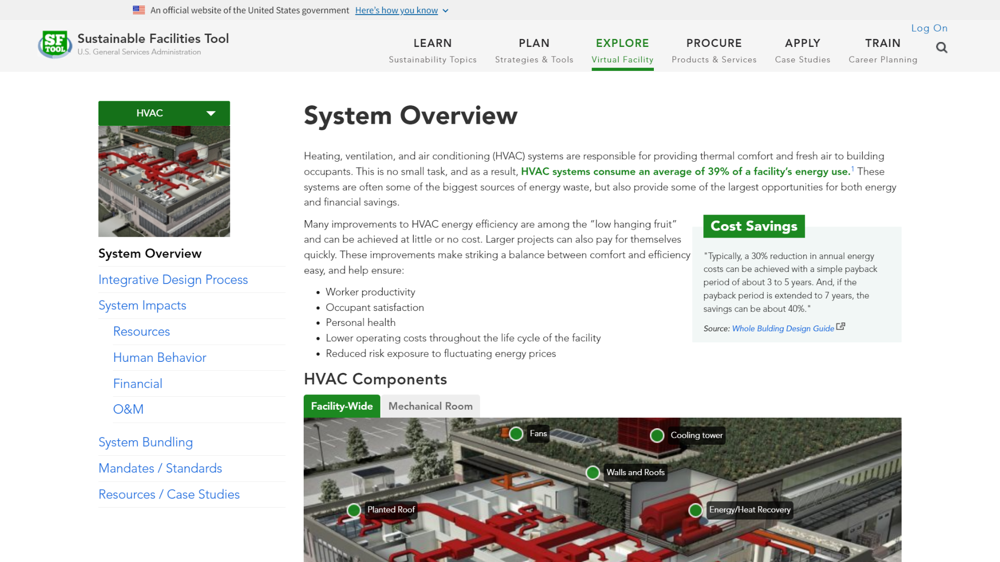 An official website of the United States government Here’s how you know
Log On
SF
TOOL
Sustainable Facilities Tool
U.S. General Services Administration
LEARN
Sustainability Topics
PLAN
Strategies & Tools
EXPLORE
Virtual Facility
PROCURE
Products & Services
APPLY
Case Studies
TRAIN
Career Planning
HVAC
System Overview
Integrative Design Process
System Impacts
Resources
Human Behavior
Financial
O&M
System Bundling
Mandates / Standards
Resources / Case Studies
System Overview
Heating, ventilation, and air conditioning (HVAC) systems are responsible for providing thermal comfort and fresh air to building
occupants. This is no small task, and as a result, HVAC systems consume an average of 39% of a facility’s energy use.1 These
systems are often some of the biggest sources of energy waste, but also provide some of the largest opportunities for both energy
and financial savings.
Many improvements to HVAC energy efficiency are among the “low hanging fruit”
and can be achieved at little or no cost. Larger projects can also pay for themselves
quickly. These improvements make striking a balance between comfort and efficiency
easy, and help ensure:
• Worker productivity
• Occupant satisfaction
• Personal health
• Lower operating costs throughout the life cycle of the facility
• Reduced risk exposure to fluctuating energy prices
Cost Savings
"Typically, a 30% reduction in annual energy
costs can be achieved with a simple payback
period of about 3 to 5 years. And, if the
payback period is extended to 7 years, the
savings can be about 40%."
Source: Whole Bulding Design Guide
HVAC Components
Facility-Wide
Mechanical Room
Fans
Cooling tower
Walls and Roofs
Planted Roof
Energy/Heat Recovery